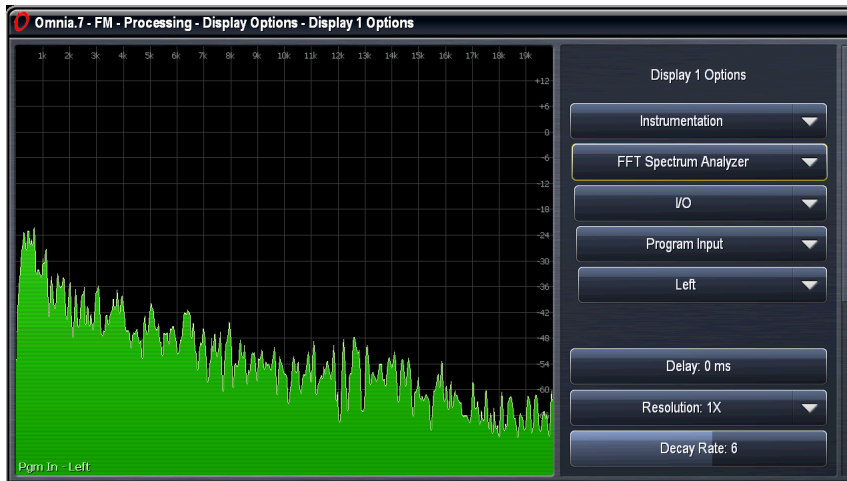 Omnia.7 - FM - Processing - Display Options - Display 1 Options
1k 2k 3k 4k 5k 6k 7k 8k 9k 10k 11k 12k 13k 14k 15k 16k 17k 18k 19k
+12
+6
0
-6
-12
-18
-24
-30
-36
-42
-48
-54
-60
-66
Pgm In - Left
Display 1 Options
Instrumentation
FFT Spectrum Analyzer
I/O
Program Input
Left
Delay: 0 ms
Resolution: 1X
Decay Rate: 6